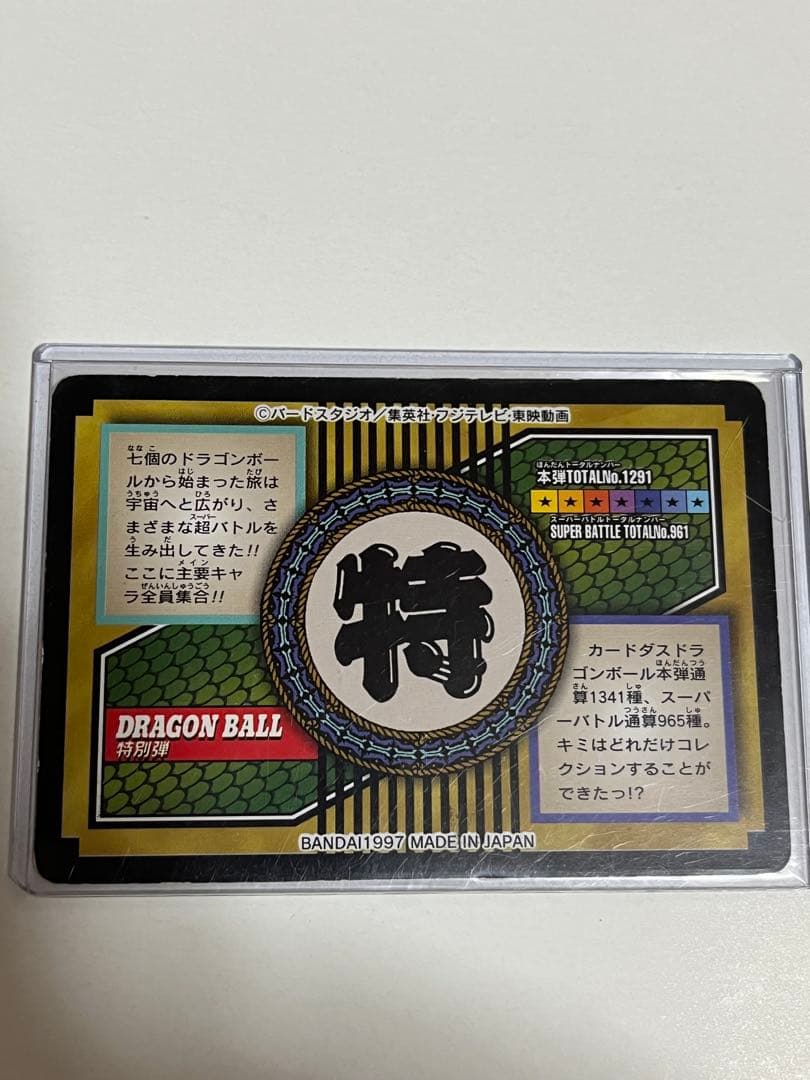 ©バードスタジオ/集英社・フジテレビ・東映動画
七個のドラゴンボー
ルから始まった旅は
宇宙へと広がり、さ
まざまな超バトルを
生み出してきた!!
ここに主要キャ
ラ全員集合!!
本弾TOTALNo.1291
SUPER BATTLE TOTALNo.961
特
DRAGON BALL
特別弾
カードダスドラ
ゴンボール本弾通
算1341種、スーパ
ーバトル通算965種。
キミはどれだけコレ
クションすることが
できたっ!?
BANDAI1997 MADE IN JAPAN